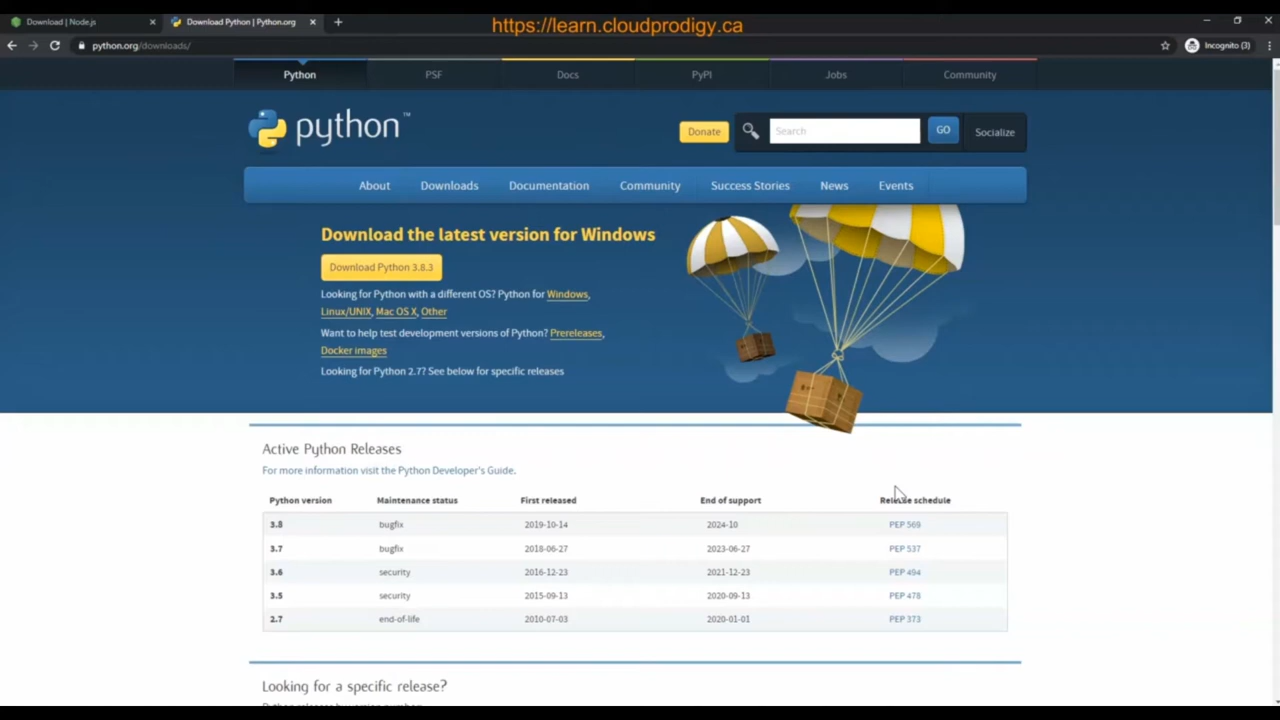 Download | Node.js
Download Python | Python.org
https://learn.cloudprodigy.ca
python.org/downloads/
Incognito (3)
Python
PSF
Docs
PyPI
Jobs
Community
python™
Donate
Search
GO
Socialize
About
Downloads
Documentation
Community
Success Stories
News
Events
Download the latest version for Windows
Download Python 3.8.3
Looking for Python with a different OS? Python for Windows,
Linux/UNIX, Mac OS X, Other
Want to help test development versions of Python? Prereleases,
Docker images
Looking for Python 2.7? See below for specific releases
Active Python Releases
For more information visit the Python Developer's Guide.
Python version Maintenance status First released End of support Release schedule
3.8 bugfix 2019-10-14 2024-10 PEP 569
3.7 bugfix 2018-06-27 2023-06-27 PEP 537
3.6 security 2016-12-23 2021-12-23 PEP 494
3.5 security 2015-09-13 2020-09-13 PEP 478
2.7 end-of-life 2010-07-03 2020-01-01 PEP 373
Looking for a specific release?